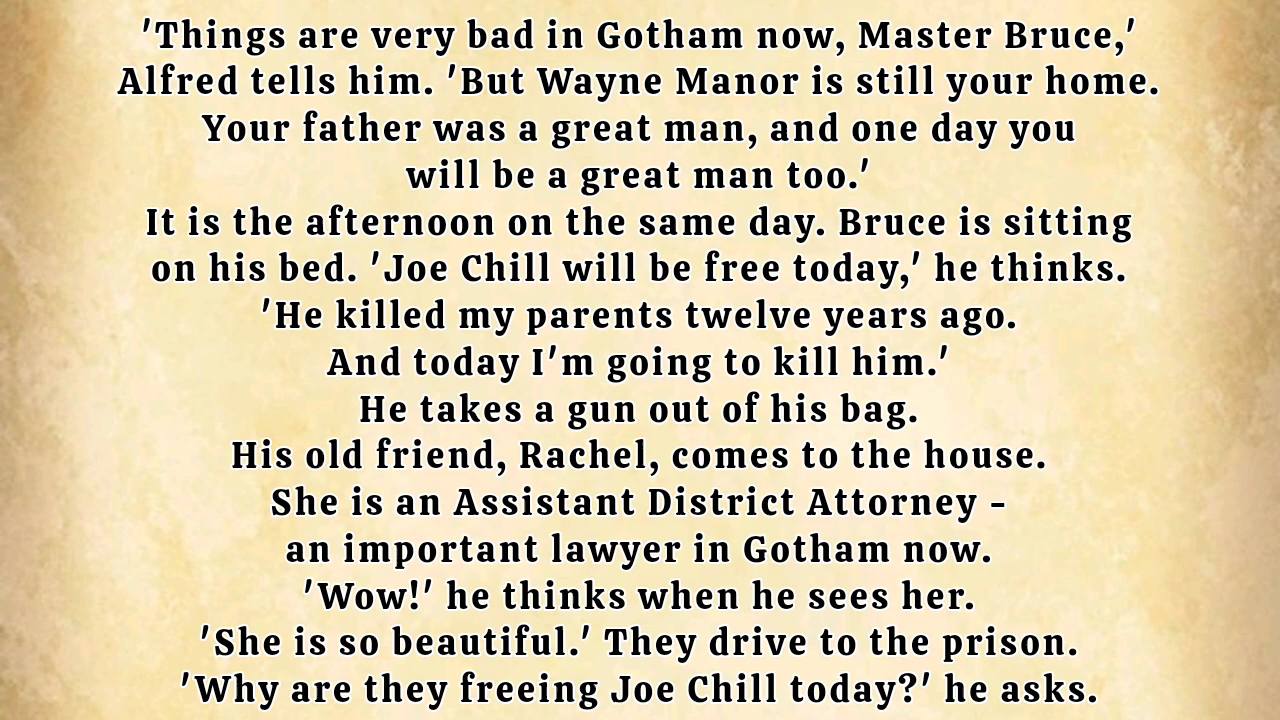 'Things are very bad in Gotham now, Master Bruce,'
Alfred tells him. 'But Wayne Manor is still your home.
Your father was a great man, and one day you
will be a great man too.'
It is the afternoon on the same day. Bruce is sitting
on his bed. 'Joe Chill will be free today,' he thinks.
'He killed my parents twelve years ago.
And today I'm going to kill him.'
He takes a gun out of his bag.
His old friend, Rachel, comes to the house.
She is an Assistant District Attorney -
an important lawyer in Gotham now.
'Wow!' he thinks when he sees her.
'She is so beautiful.' They drive to the prison.
'Why are they freeing Joe Chill today?' he asks.